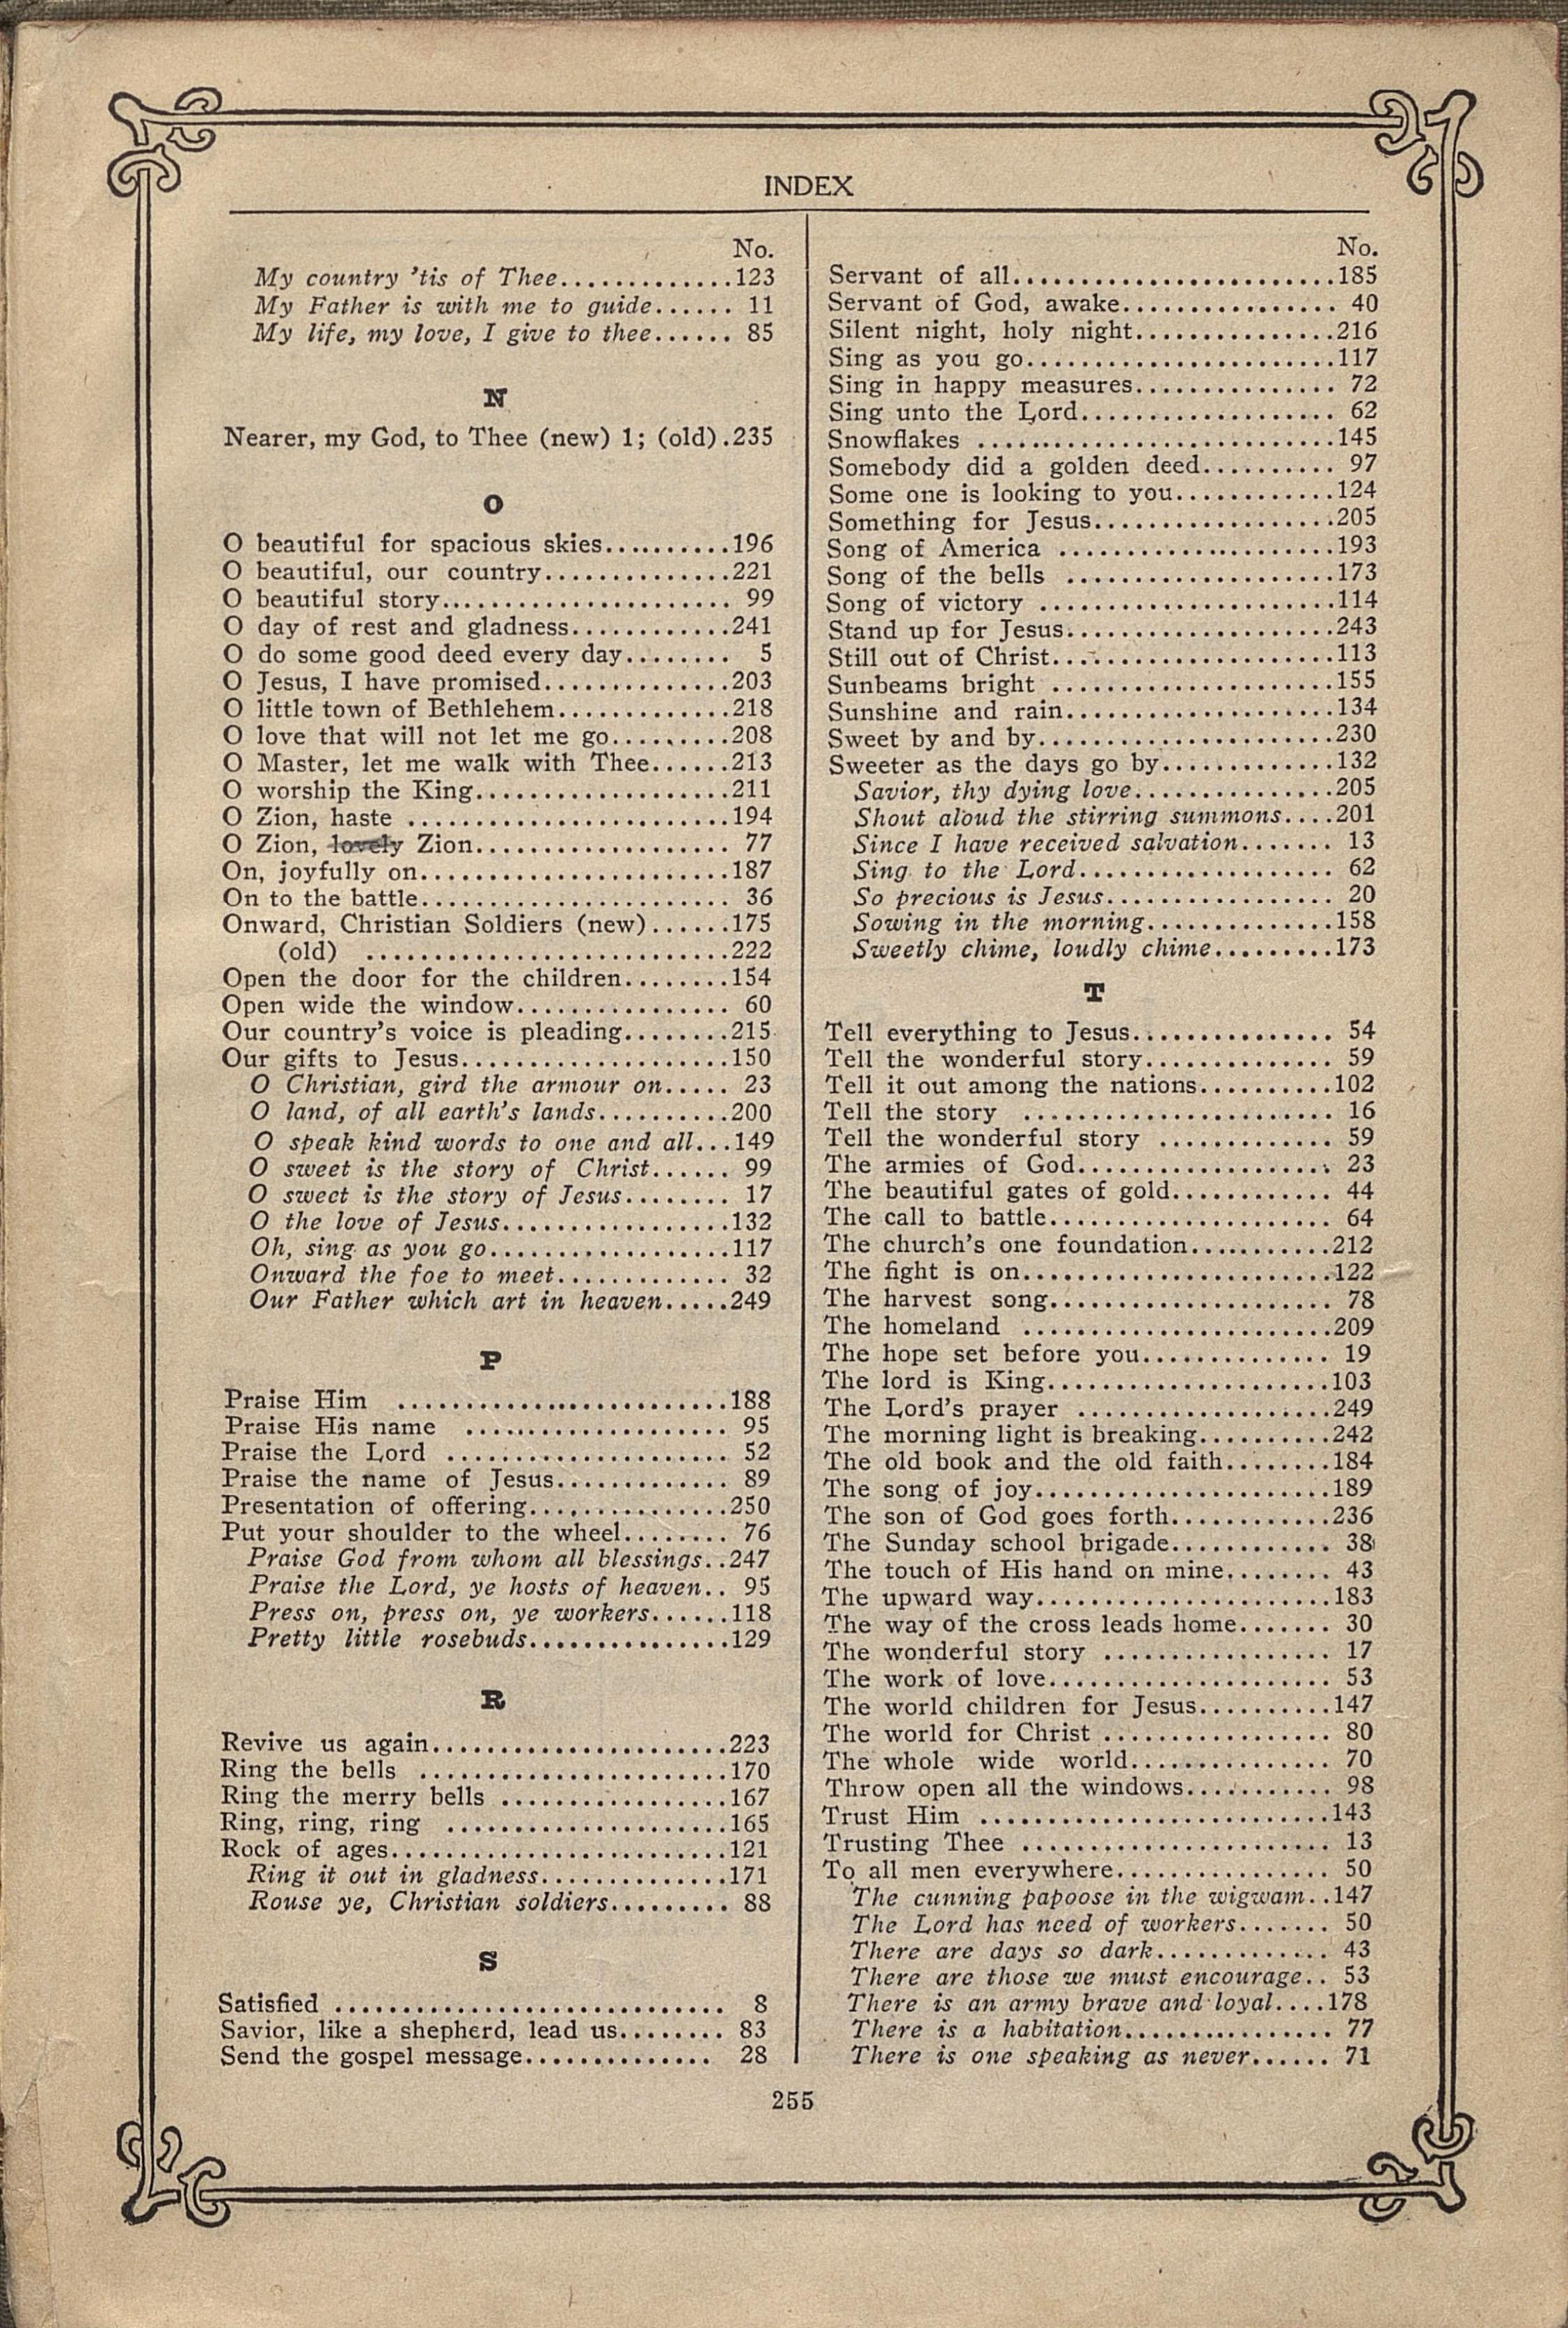 INDEX
No.
My country 'tis of Thee..............123
My Father is with me to guide...... 11
My life, my love, I give to thee...... 85
N
Nearer, my God, to Thee (new) 1; (old).235
O
O beautiful for spacious skies..........196
O beautiful, our country..............221
O beautiful story...................... 99
O day of rest and gladness............241
O do some good deed every day........ 5
O Jesus, I have promised..............203
O little town of Bethlehem.............218
O love that will not let me go.........208
O Master, let me walk with Thee......213
O worship the King...................211
O Zion, haste ........................194
O Zion, lovely Zion................... 77
On, joyfully on.......................187
On to the battle....................... 36
Onward, Christian Soldiers (new)......175
(old) ...........................222
Open the door for the children........154
Open wide the window................ 60
Our country's voice is pleading........215
Our gifts to Jesus....................150
O Christian, gird the armour on..... 23
O land, of all earth's lands..........200
O speak kind words to one and all...149
O sweet is the story of Christ...... 99
O sweet is the story of Jesus........ 17
O the love of Jesus.................132
Oh, sing as you go..................117
Onward the foe to meet............. 32
Our Father which art in heaven.....249
P
Praise Him .........................188
Praise His name .................... 95
Praise the Lord ..................... 52
Praise the name of Jesus............. 89
Presentation of offering...............250
Put your shoulder to the wheel........ 76
Praise God from whom all blessings..247
Praise the Lord, ye hosts of heaven.. 95
Press on, press on, ye workers......118
Pretty little rosebuds...............129
R
Revive us again......................223
Ring the bells .......................170
Ring the merry bells .................167
Ring, ring, ring .....................165
Rock of ages.........................121
Ring it out in gladness..............171
Rouse ye, Christian soldiers......... 88
S
Satisfied ............................. 8
Savior, like a shepherd, lead us........ 83
Send the gospel message.............. 28
No.
Servant of all........................185
Servant of God, awake................ 40
Silent night, holy night...............216
Sing as you go.......................117
Sing in happy measures............... 72
Sing unto the Lord................... 62
Snowflakes ..........................145
Somebody did a golden deed.......... 97
Some one is looking to you............124
Something for Jesus..................205
Song of America .....................193
Song of the bells ....................173
Song of victory ......................114
Stand up for Jesus....................243
Still out of Christ.....................113
Sunbeams bright .....................155
Sunshine and rain....................134
Sweet by and by......................230
Sweeter as the days go by.............132
Savior, thy dying love...............205
Shout aloud the stirring summons....201
Since I have received salvation....... 13
Sing to the Lord................... 62
So precious is Jesus................. 20
Sowing in the morning..............158
Sweetly chime, loudly chime.........173
T
Tell everything to Jesus............... 54
Tell the wonderful story.............. 59
Tell it out among the nations..........102
Tell the story ....................... 16
Tell the wonderful story ............. 59
The armies of God................... 23
The beautiful gates of gold............ 44
The call to battle..................... 64
The church's one foundation...........212
The fight is on.......................122
The harvest song..................... 78
The homeland .......................209
The hope set before you.............. 19
The lord is King.....................103
The Lord's prayer ...................249
The morning light is breaking..........242
The old book and the old faith........184
The song of joy......................189
The son of God goes forth............236
The Sunday school brigade............ 38
The touch of His hand on mine........ 43
The upward way......................183
The way of the cross leads home....... 30
The wonderful story ................. 17
The work of love..................... 53
The world children for Jesus..........147
The world for Christ ................. 80
The whole wide world............... 70
Throw open all the windows........... 98
Trust Him ..........................143
Trusting Thee ....................... 13
To all men everywhere................ 50
The cunning papoose in the wigwam..147
The Lord has need of workers....... 50
There are days so dark............. 43
There are those we must encourage.. 53
There is an army brave and loyal....178
There is a habitation................ 77
There is one speaking as never...... 71
255